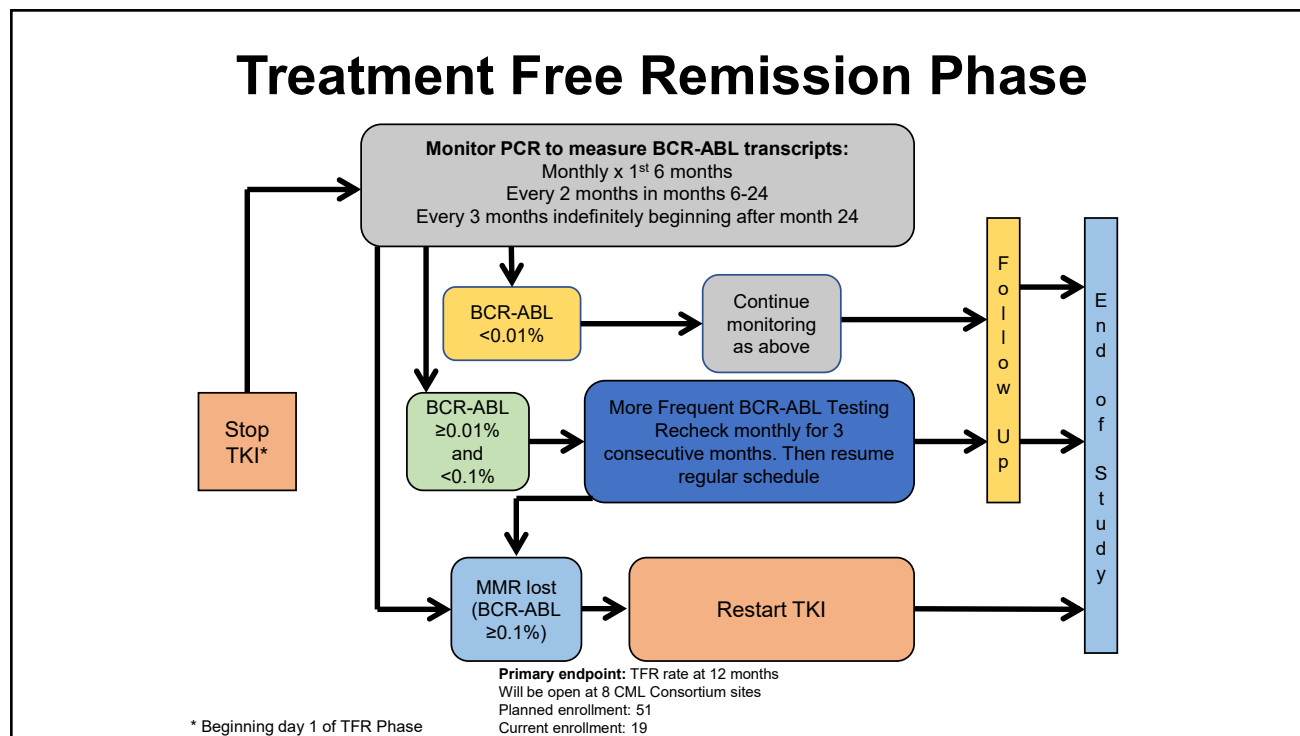 Treatment Free Remission Phase
Monitor PCR to measure BCR-ABL transcripts:
Monthly x 1st 6 months
Every 2 months in months 6-24
Every 3 months indefinitely beginning after month 24
BCR-ABL
<0.01%
Continue
monitoring
as above
Follow Up
End of Study
Stop
TKI*
BCR-ABL
≥0.01%
and
<0.1%
More Frequent BCR-ABL Testing
Recheck monthly for 3
consecutive months. Then resume
regular schedule
MMR lost
(BCR-ABL
≥0.1%)
Restart TKI
Primary endpoint: TFR rate at 12 months
Will be open at 8 CML Consortium sites
Planned enrollment: 51
Current enrollment: 19
* Beginning day 1 of TFR Phase